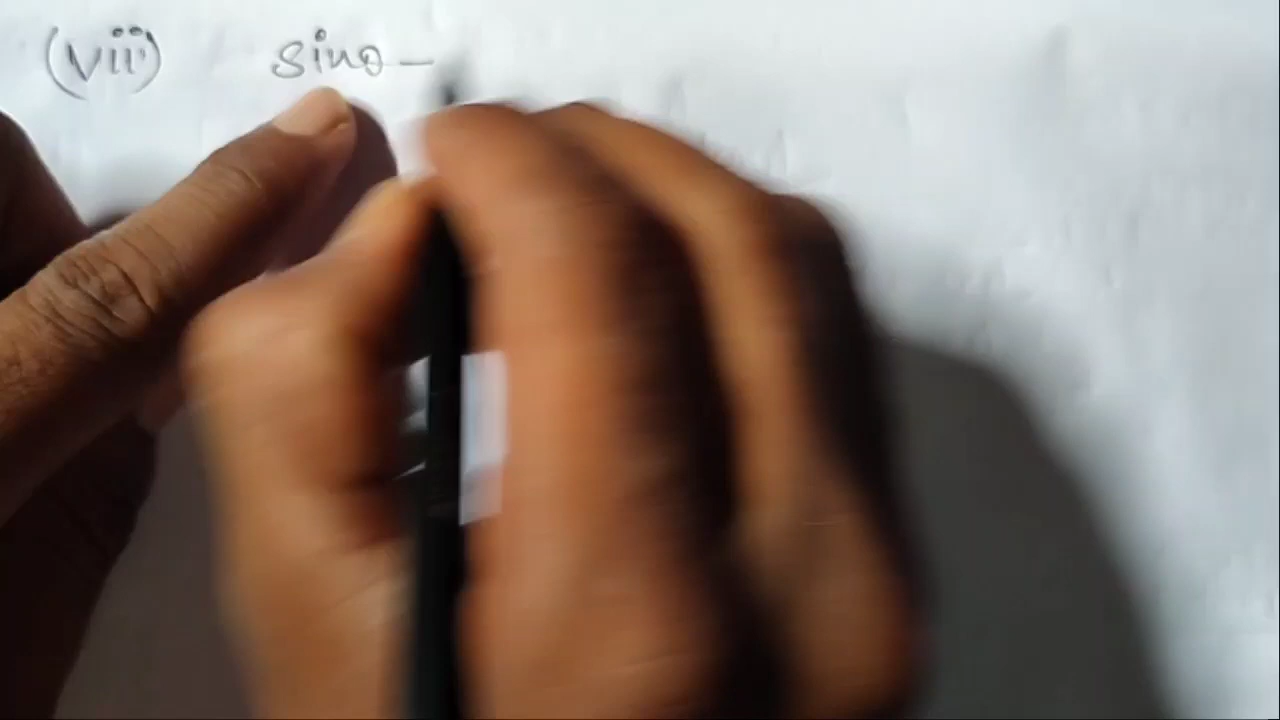 (vii) sinθ -